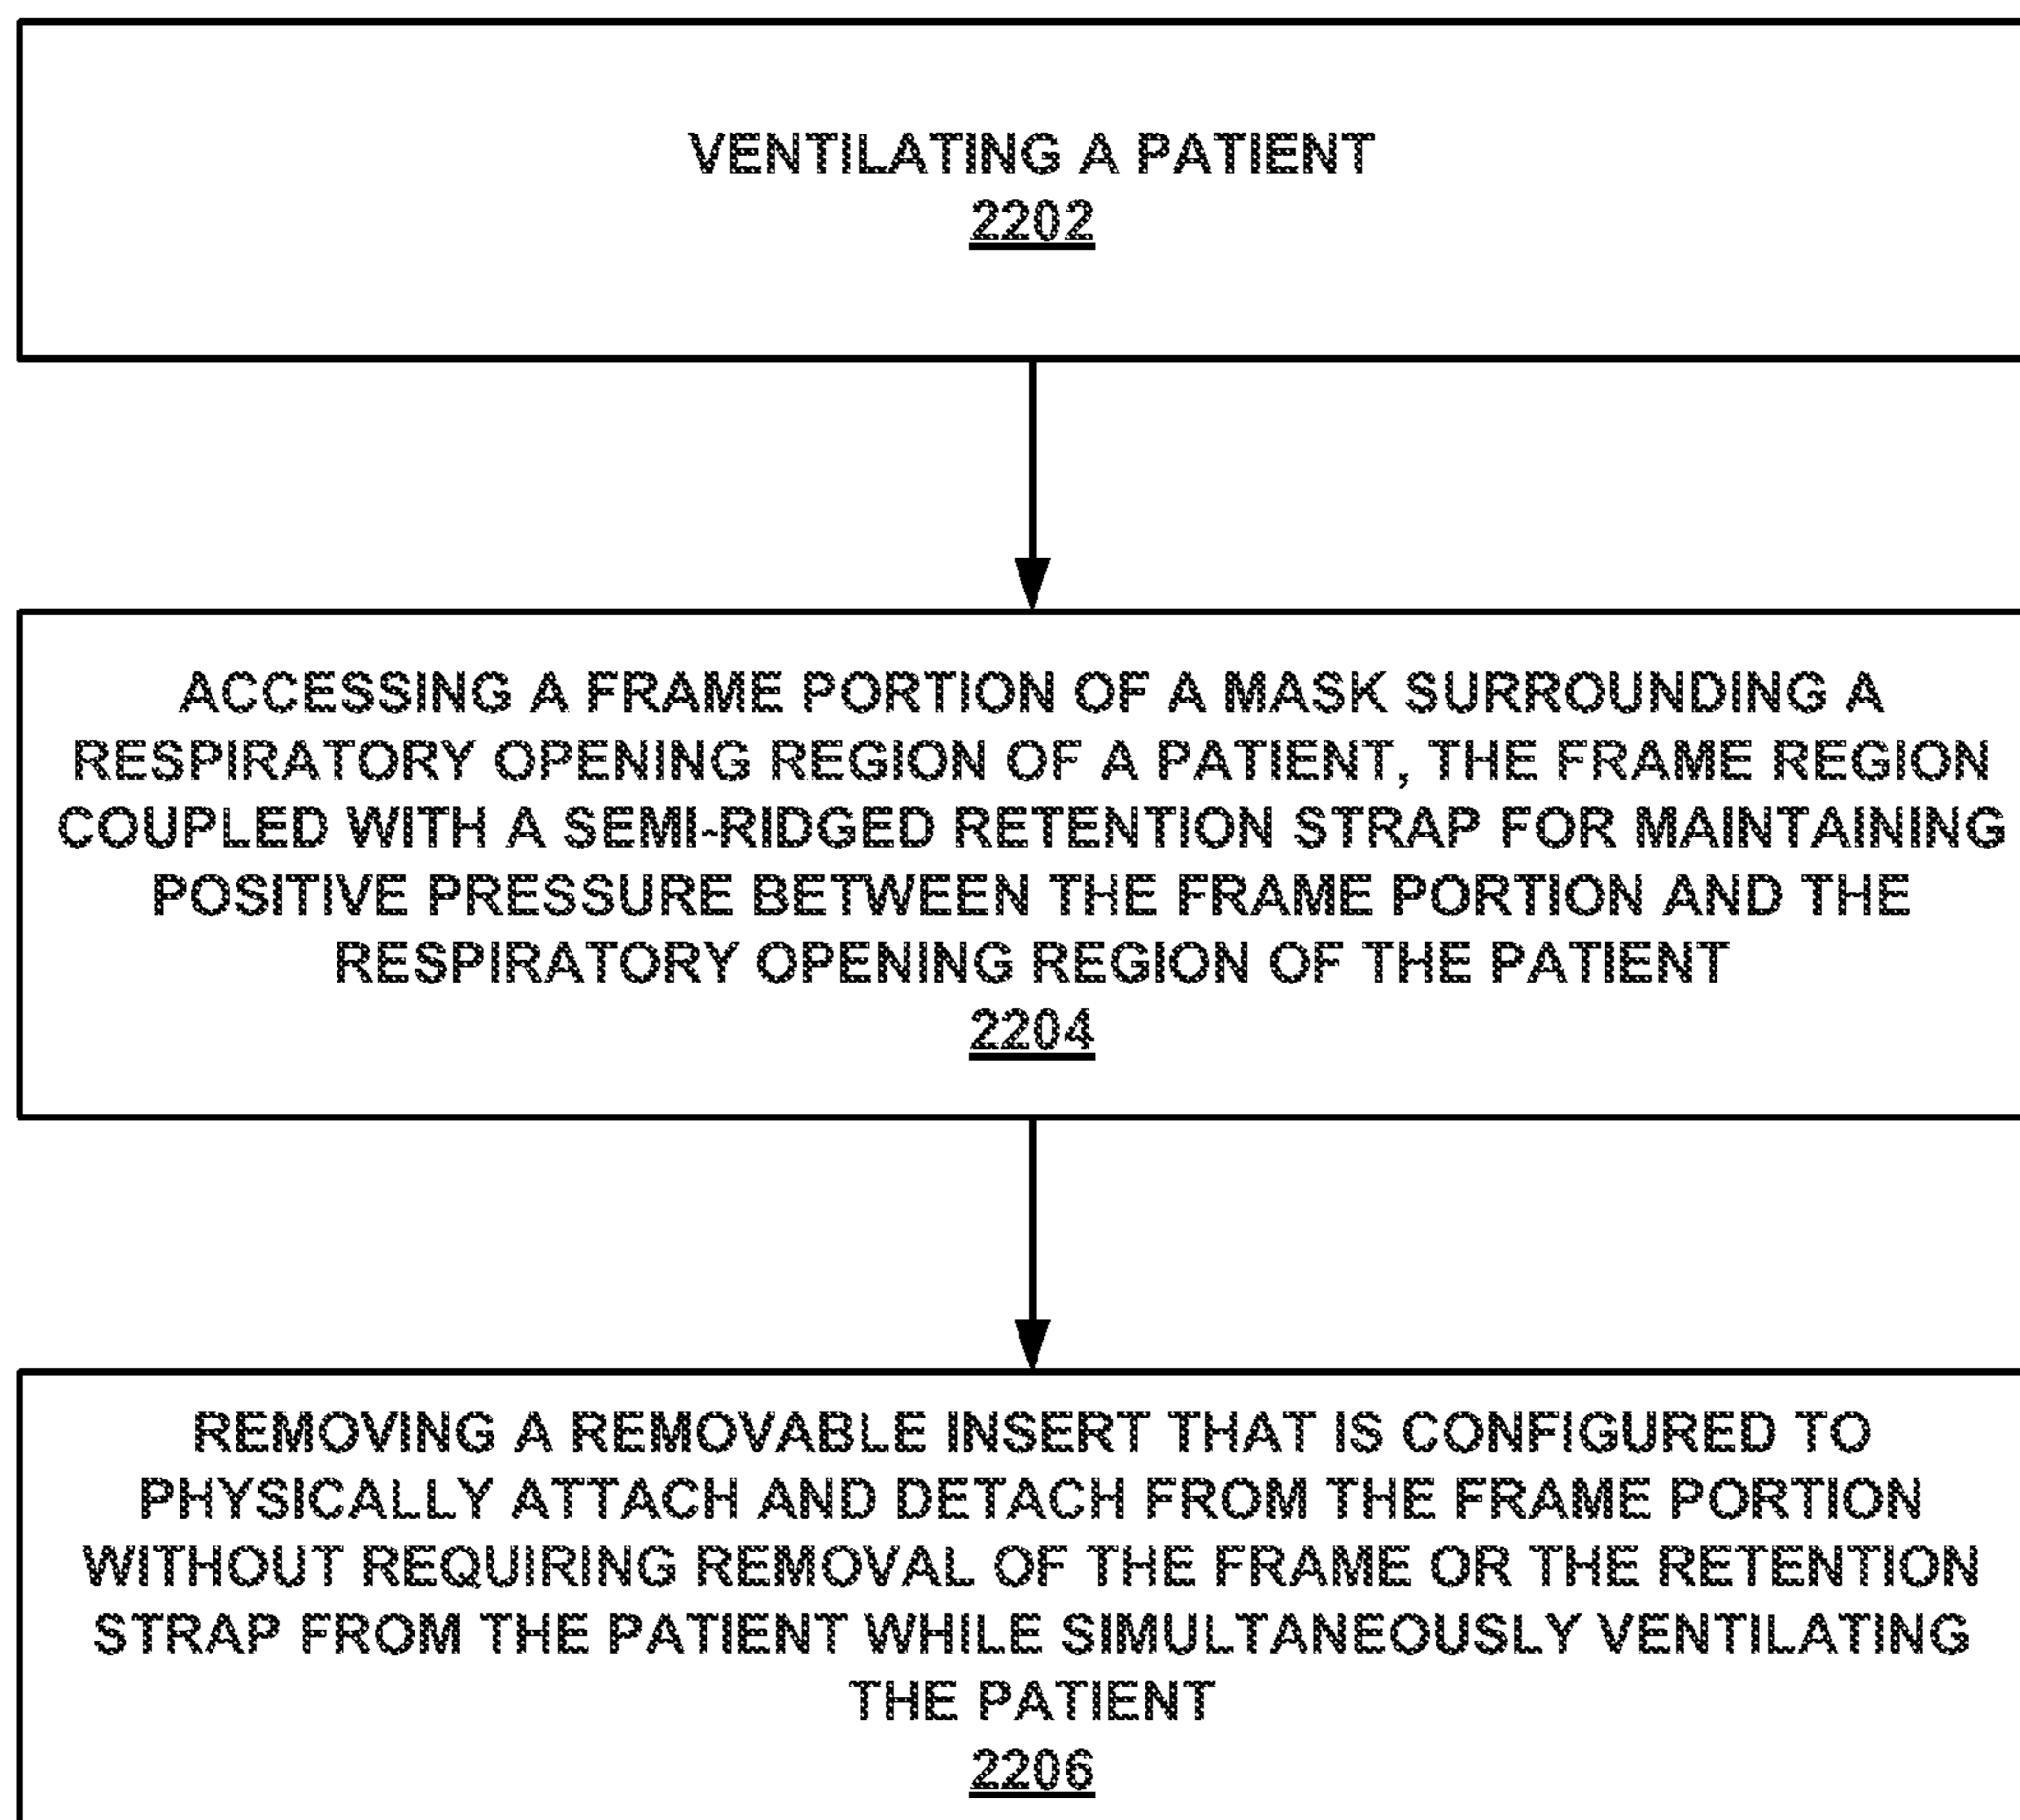 VENTILATING A PATIENT
2202
ACCESSING A FRAME PORTION OF A MASK SURROUNDING A
RESPIRATORY OPENING REGION OF A PATIENT, THE FRAME REGION
COUPLED WITH A SEMI-RIDGED RETENTION STRAP FOR MAINTAINING
POSITIVE PRESSURE BETWEEN THE FRAME PORTION AND THE
RESPIRATORY OPENING REGION OF THE PATIENT
2204
REMOVING A REMOVABLE INSERT THAT IS CONFIGURED TO
PHYSICALLY ATTACH AND DETACH FROM THE FRAME PORTION
WITHOUT REQUIRING REMOVAL OF THE FRAME OR THE RETENTION
STRAP FROM THE PATIENT WHILE SIMULTANEOUSLY VENTILATING
THE PATIENT
2206